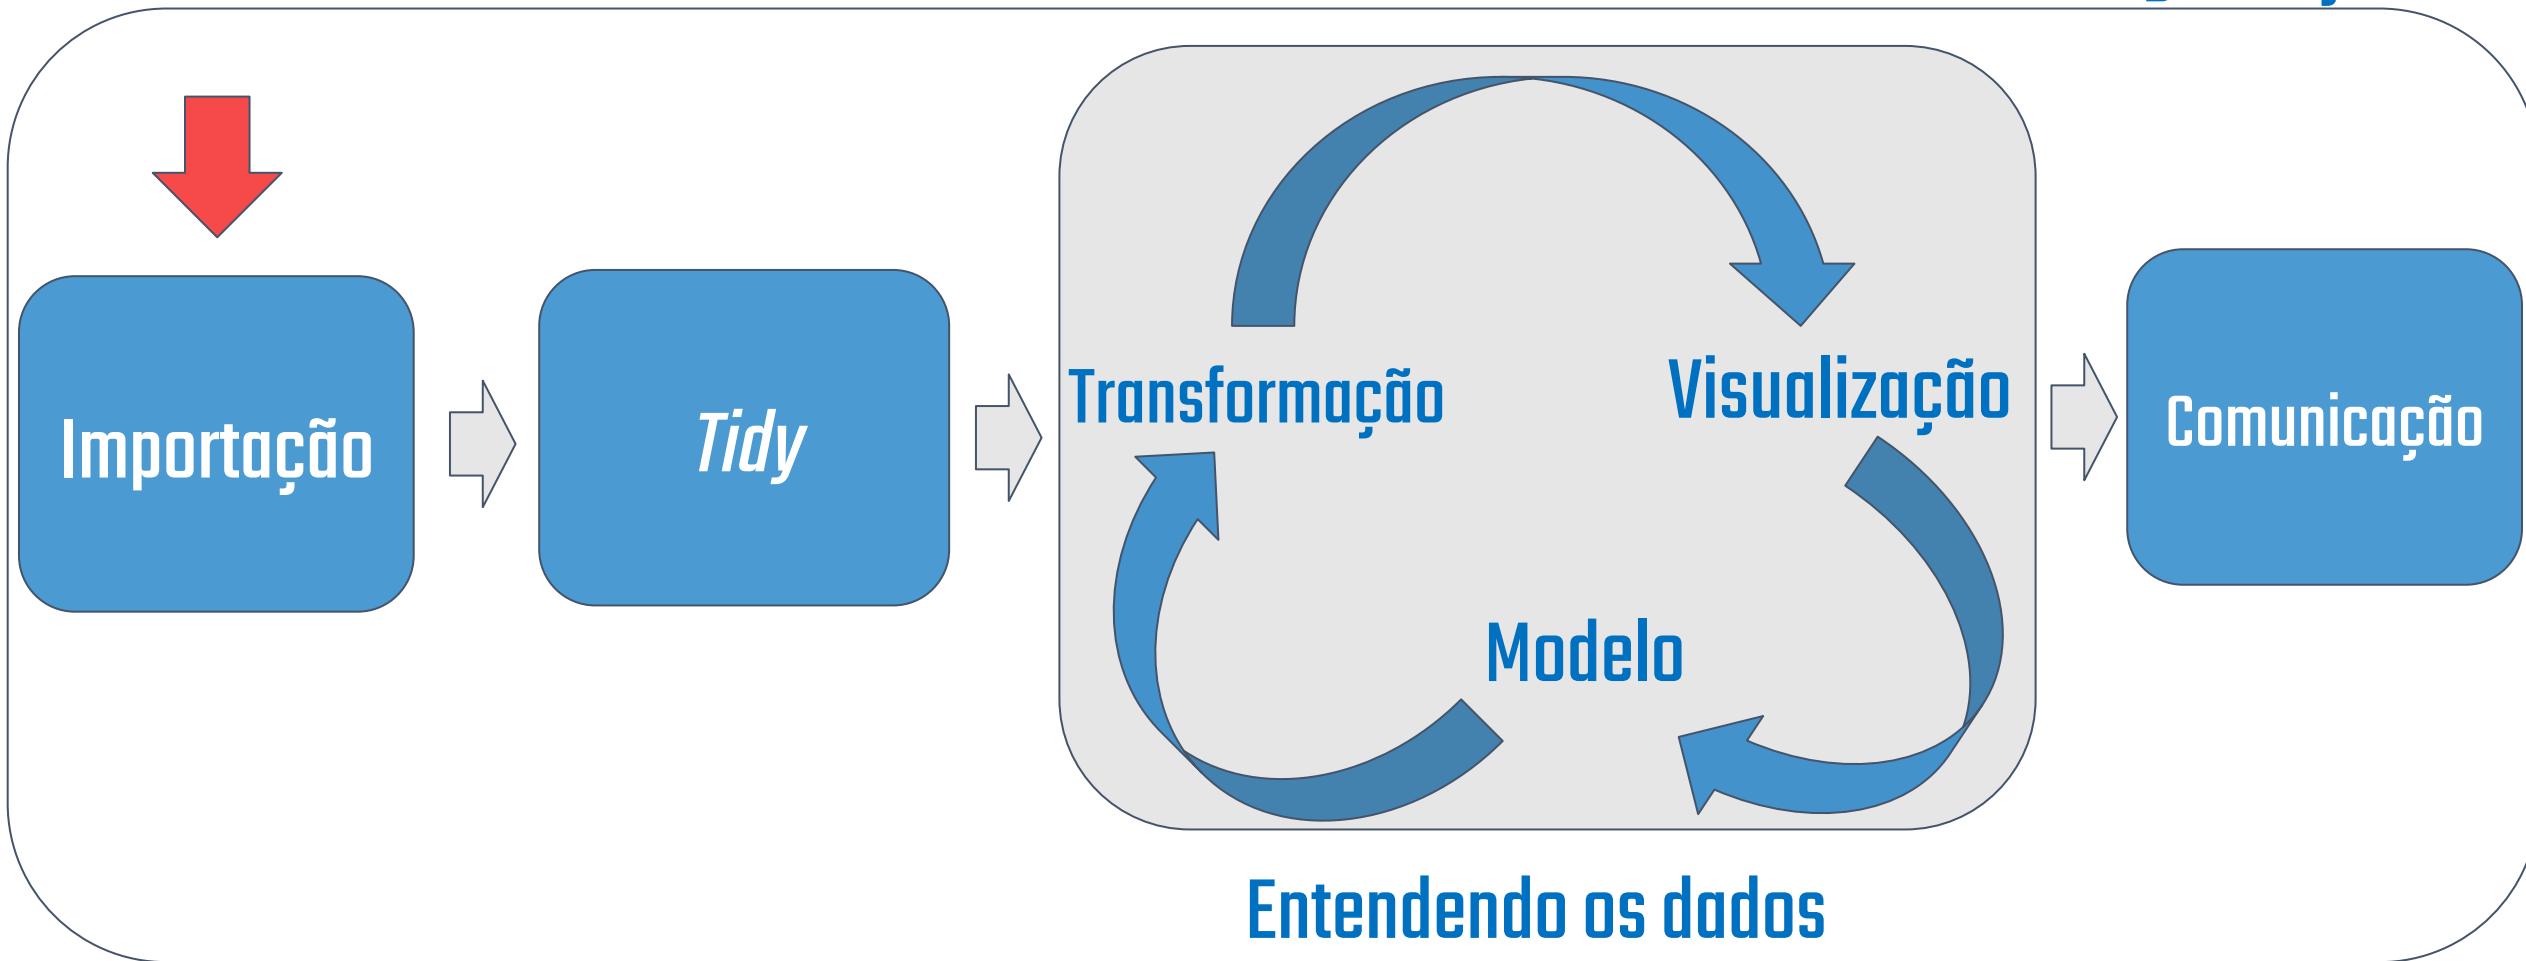 Transformação
Visualização
Importação
Tidy
Comunicação
Modelo
Entendendo os dados